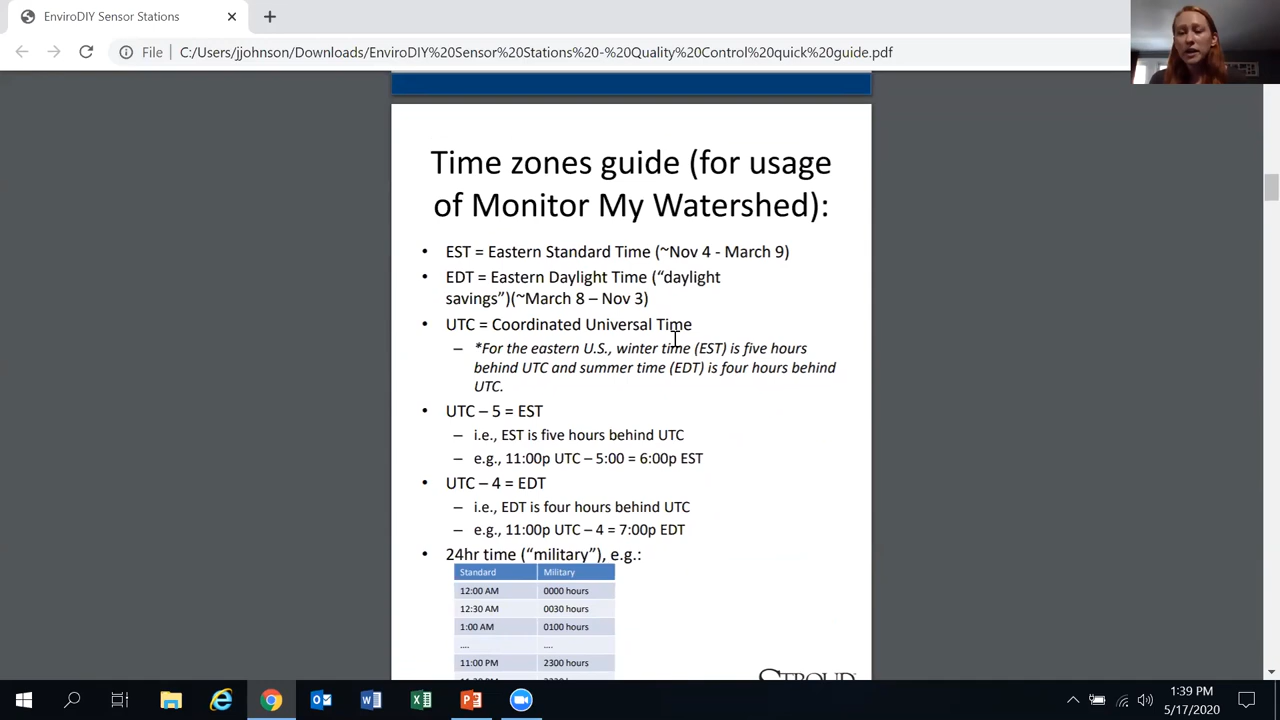 EnviroDIY Sensor Stations
File
C:/Users/jjohnson/Downloads/EnviroDIY%20Sensor%20Stations%20-%20Quality%20Control%20quick%20guide.pdf
Time zones guide (for usage
of Monitor My Watershed):
• EST = Eastern Standard Time (~Nov 4 - March 9)
• EDT = Eastern Daylight Time (“daylight
savings”)(~March 8 – Nov 3)
• UTC = Coordinated Universal Time
– *For the eastern U.S., winter time (EST) is five hours
behind UTC and summer time (EDT) is four hours behind
UTC.
• UTC – 5 = EST
– i.e., EST is five hours behind UTC
– e.g., 11:00p UTC – 5:00 = 6:00p EST
• UTC – 4 = EDT
– i.e., EDT is four hours behind UTC
– e.g., 11:00p UTC – 4 = 7:00p EDT
• 24hr time (“military”), e.g.:
Standard Military
12:00 AM 0000 hours
12:30 AM 0030 hours
1:00 AM 0100 hours
.... ....
11:00 PM 2300 hours
STROUD
1:39 PM
5/17/2020